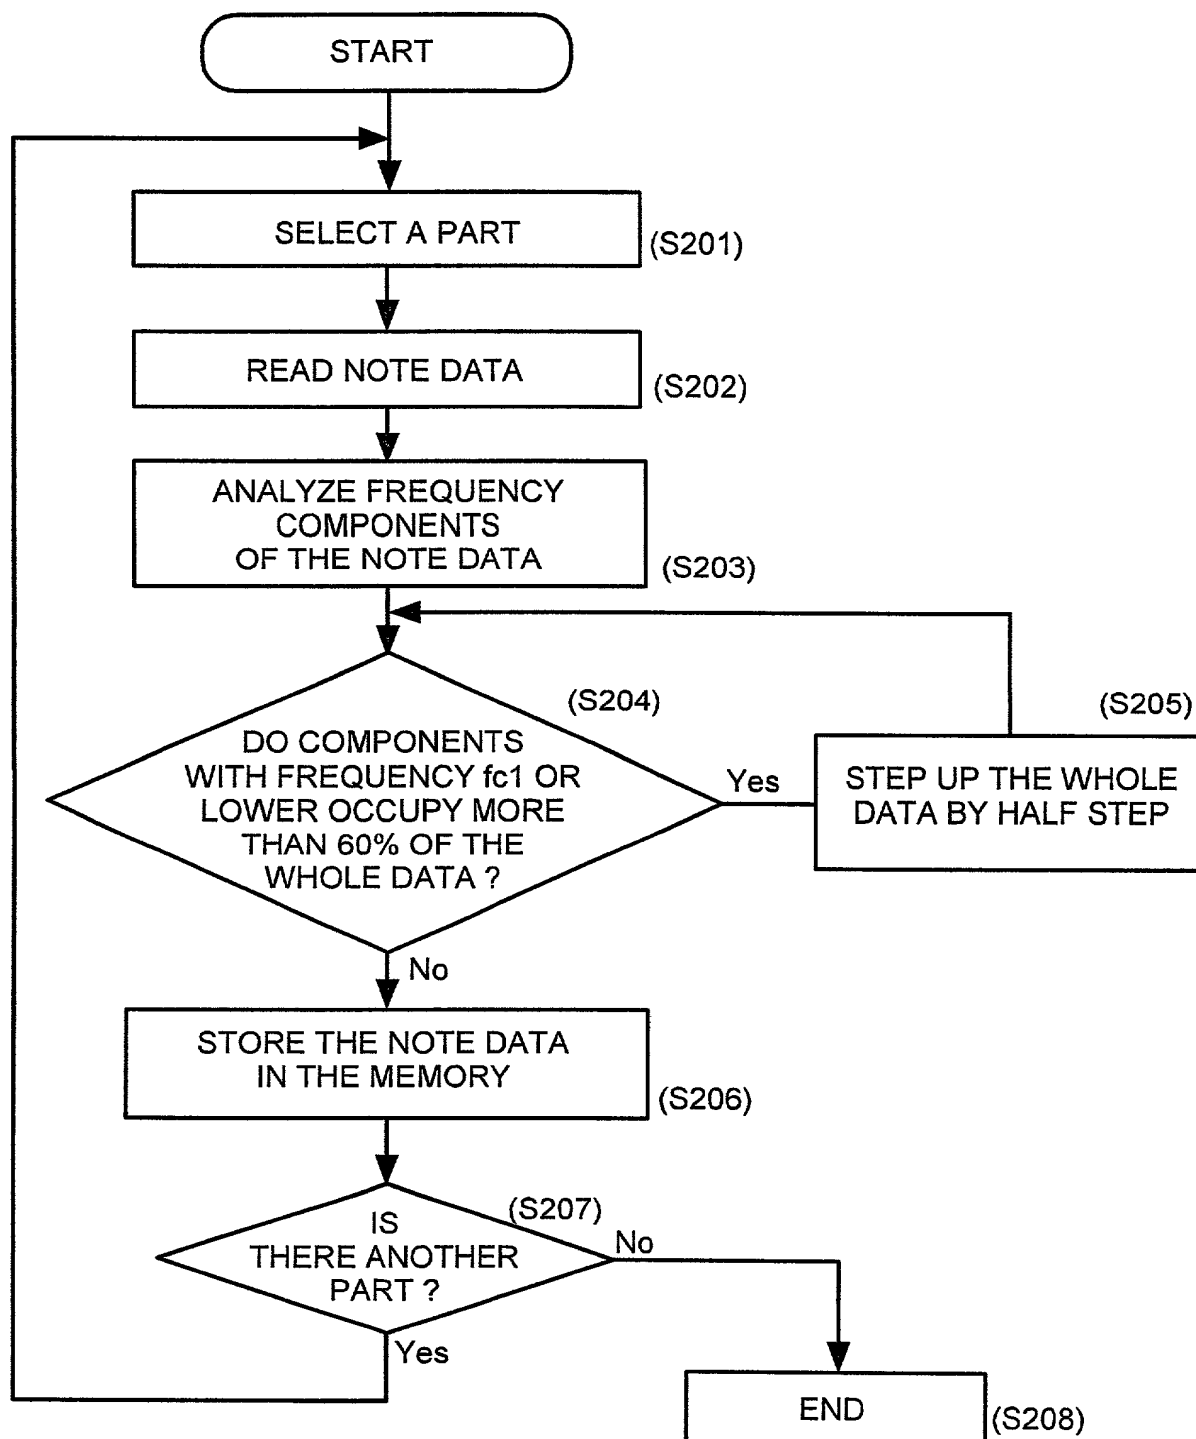 START
SELECT A PART
(S201)
READ NOTE DATA
(S202)
ANALYZE FREQUENCY
COMPONENTS
OF THE NOTE DATA
(S203)
(S204)
DO COMPONENTS
WITH FREQUENCY fc1 OR
LOWER OCCUPY MORE
THAN 60% OF THE
WHOLE DATA ?
Yes
(S205)
STEP UP THE WHOLE
DATA BY HALF STEP
No
STORE THE NOTE DATA
IN THE MEMORY
(S206)
(S207)
IS
THERE ANOTHER
PART ?
No
Yes
END
(S208)